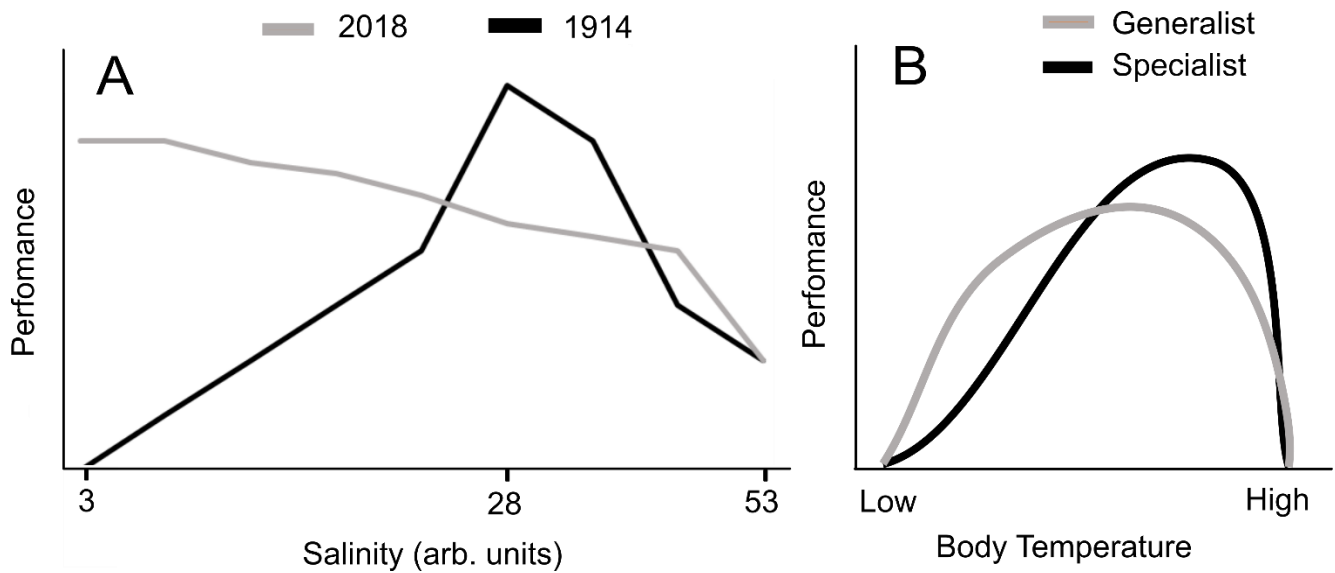 2018 1914
A
Perfomance
3 28 53
Salinity (arb. units)
Generalist
Specialist
B
Perfomance
Low High
Body Temperature